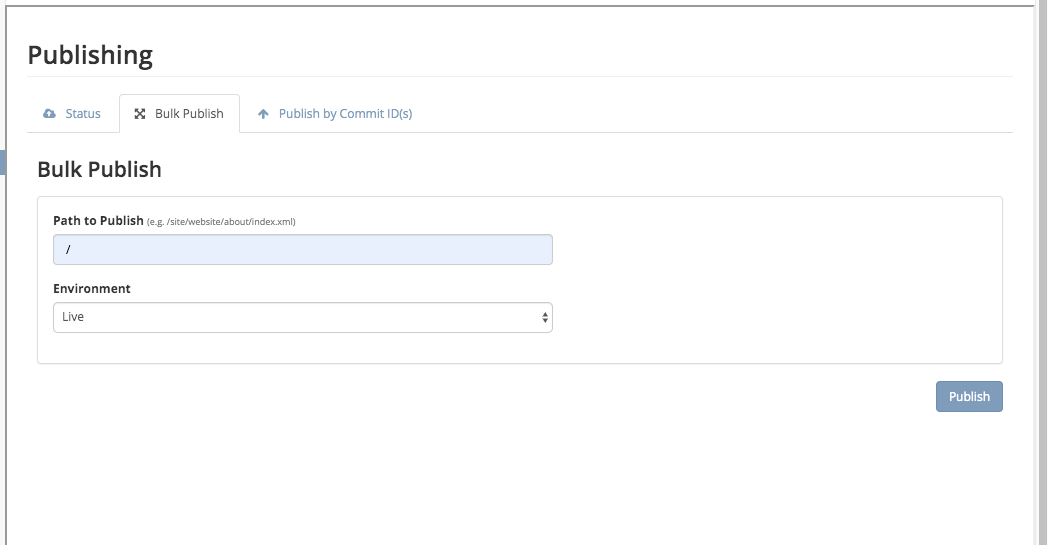 Publishing
Status Bulk Publish Publish by Commit ID(s)
Bulk Publish
Path to Publish (e.g. /site/website/about/index.xml)
/
Environment
Live
Publish